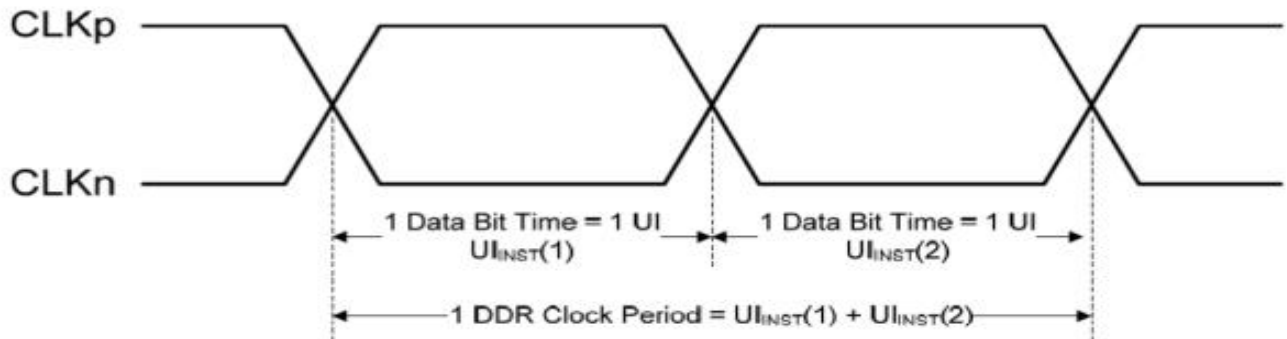 CLKp
CLKn
1 Data Bit Time = 1 UI
UIINST(1)
1 Data Bit Time = 1 UI
UIINST(2)
1 DDR Clock Period = UIINST(1) + UIINST(2)